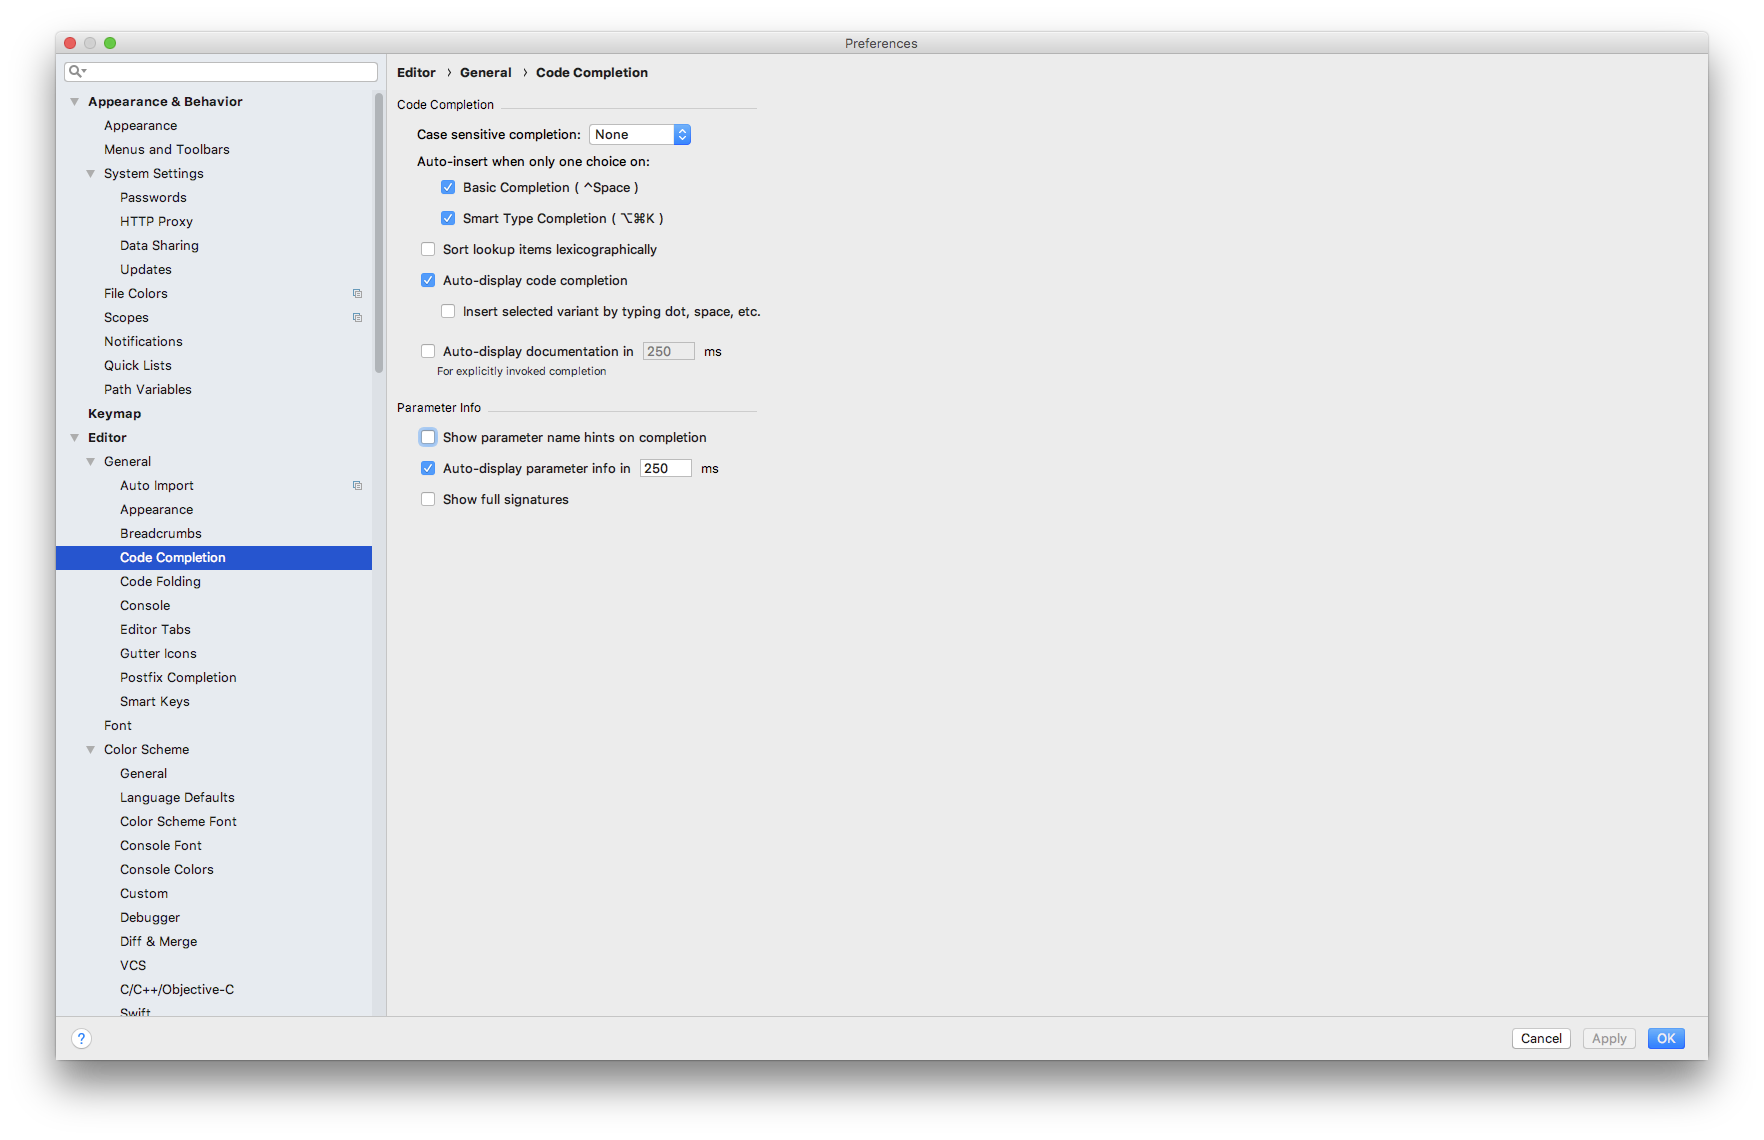 Preferences
Appearance & Behavior
Appearance
Menus and Toolbars
System Settings
Passwords
HTTP Proxy
Data Sharing
Updates
File Colors
Scopes
Notifications
Quick Lists
Path Variables
Keymap
Editor
General
Auto Import
Appearance
Breadcrumbs
Code Completion
Code Folding
Console
Editor Tabs
Gutter Icons
Postfix Completion
Smart Keys
Font
Color Scheme
General
Language Defaults
Color Scheme Font
Console Font
Console Colors
Custom
Debugger
Diff & Merge
VCS
C/C++/Objective-C
Swift
Editor › General › Code Completion
Code Completion
Case sensitive completion: None
Auto-insert when only one choice on:
Basic Completion ( ^Space )
Smart Type Completion ( ⌥⌘K )
Sort lookup items lexicographically
Auto-display code completion
Insert selected variant by typing dot, space, etc.
Auto-display documentation in 250 ms
For explicitly invoked completion
Parameter Info
Show parameter name hints on completion
Auto-display parameter info in 250 ms
Show full signatures
? Cancel Apply OK